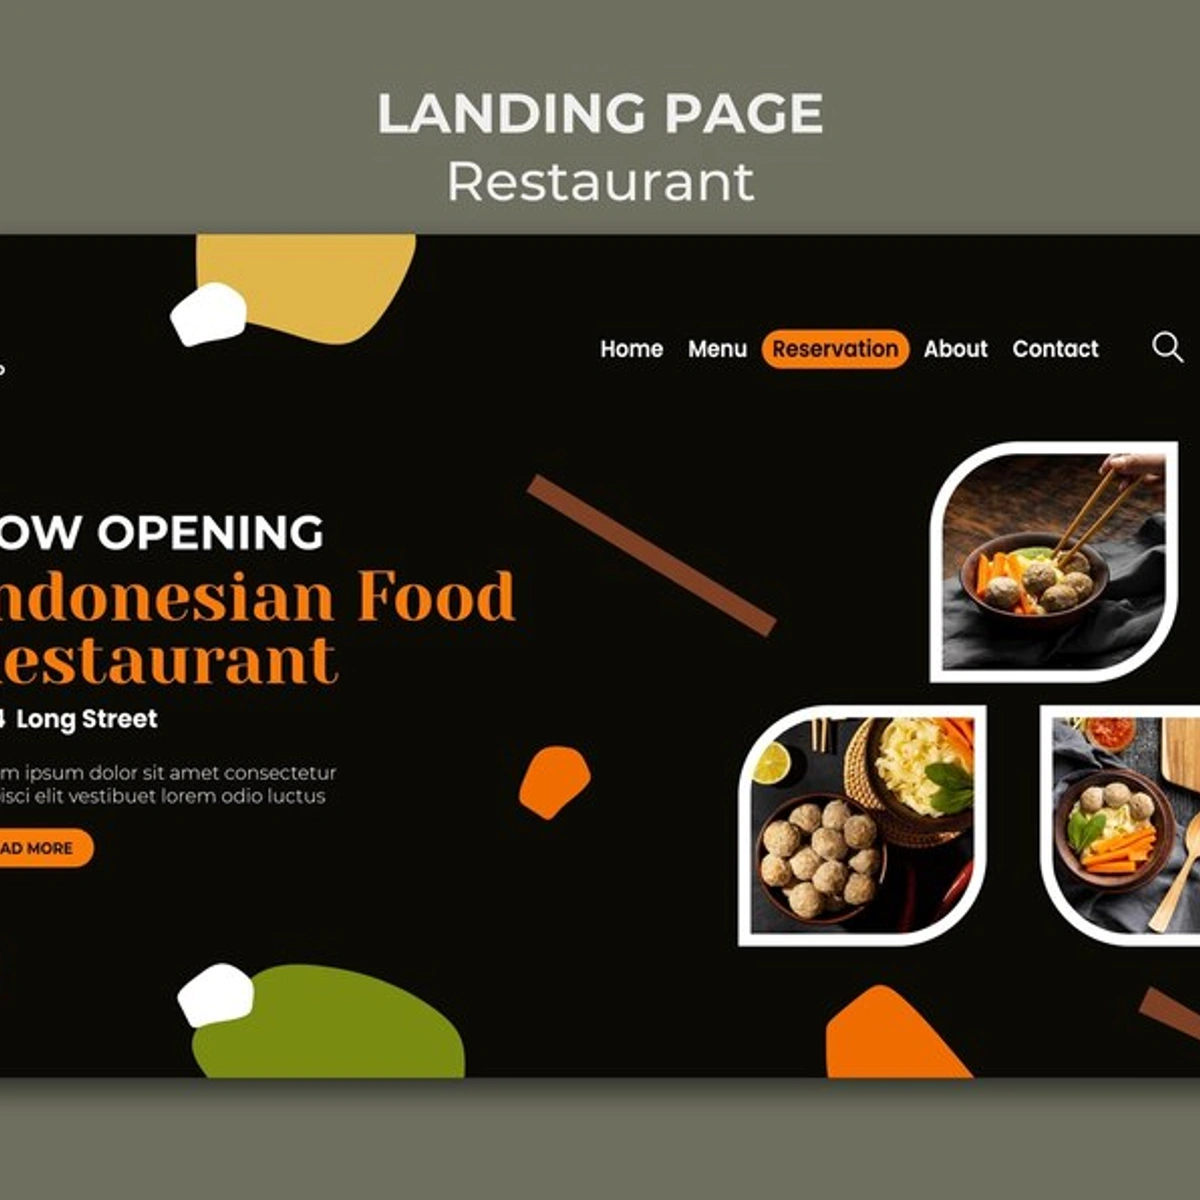 LANDING PAGE
Restaurant
Home Menu Reservation About Contact
OW OPENING
ndonesian Food
estaurant
4 Long Street
m ipsum dolor sit amet consectetur
isci elit vestibuet lorem odio luctus
AD MORE